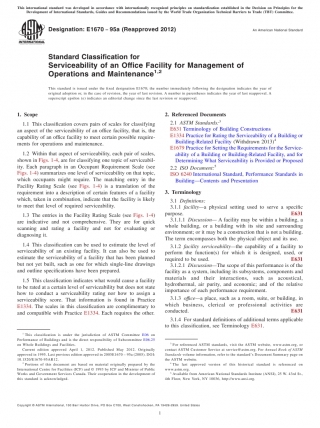 This international standard was developed in accordance with internationally recognized principles on standardization established in the Decision on Principles for the
Development of International Standards, Guides and Recommendations issued by the World Trade Organization Technical Barriers to Trade (TBT) Committee.
Designation: E1670 − 95a (Reapproved 2012)
An American National Standard
Standard Classification for
Serviceability of an Office Facility for Management of
Operations and Maintenance1,2
This standard is issued under the fixed designation E1670; the number immediately following the designation indicates the year of
original adoption or, in the case of revision, the year of last revision. A number in parentheses indicates the year of last reapproval. A
superscript epsilon (´) indicates an editorial change since the last revision or reapproval.
1. Scope
1.1 This classification covers pairs of scales for classifying
an aspect of the serviceability of an office facility, that is, the
capability of an office facility to meet certain possible require-
ments for operations and maintenance.
1.2 Within that aspect of serviceability, each pair of scales,
shown in Figs. 1-4, are for classifying one topic of serviceabil-
ity. Each paragraph in an Occupant Requirement Scale (see
Figs. 1-4) summarizes one level of serviceability on that topic,
which occupants might require. The matching entry in the
Facility Rating Scale (see Figs. 1-4) is a translation of the
requirement into a description of certain features of a facility
which, taken in combination, indicate that the facility is likely
to meet that level of required serviceability.
1.3 The entries in the Facility Rating Scale (see Figs. 1-4)
are indicative and not comprehensive. They are for quick
scanning and rating a facility and not for evaluating or
diagnosing it.
1.4 This classification can be used to estimate the level of
serviceability of an existing facility. It can also be used to
estimate the serviceability of a facility that has been planned
but not yet built, such as one for which single-line drawings
and outline specifications have been prepared.
1.5 This classification indicates what would cause a facility
to be rated at a certain level of serviceability but does not state
how to conduct a serviceability rating nor how to assign a
serviceability score. That information is found in Practice
E1334. The scales in this classification are complimentary to
and compatible with Practice E1334. Each requires the other.
1 This classification is under the jurisdiction of ASTM Committee E06 on
Performance of Buildings and is the direct responsibility of Subcommittee E06.25
on Whole Buildings and Facilities.
Current edition approved April 1, 2012. Published May 2012. Originally
2 Portions of this document are based on material originally prepared by the
International Centre for Facilities (ICF) © 1993 by ICF and Minister of Public
Works and Government Services Canada. Their cooperation in the development of
this standard is acknowledged.
2. Referenced Documents
2.1 ASTM Standards:3
E631 Terminology of Building Constructions
E1334 Practice for Rating the Serviceability of a Building or
Building-Related Facility (Withdrawn 2013)4
E1679 Practice for Setting the Requirements for the Service-
ability of a Building or Building-Related Facility, and for
Determining What Serviceability is Provided or Proposed
2.2 ISO Document:5
ISO 6240 International Standard, Performance Standards in
Building—Contents and Presentation
3. Terminology
3.1 Definitions:
3.1.1 facility—a physical setting used to serve a specific
purpose. E631
3.1.1.1 Discussion—A facility may be within a building, a
whole building, or a building with its site and surrounding
environment; or it may be a construction that is not a building.
The term encompasses both the physical object and its use.
3.1.2 facility serviceability—the capability of a facility to
perform the function(s) for which it is designed, used, or
required to be used. E631
3.1.2.1 Discussion—The scope of this performance is of the
facility as a system, including its subsystems, components and
materials and their interactions, such as acoustical,
hydrothermal, air purity, and economic; and of the relative
importance of each performance requirement.
3.1.3 office—a place, such as a room, suite, or building, in
which business, clerical or professional activities are
conducted. E631
3.1.4 For standard definitions of additional terms applicable
to this classification, see Terminology E631.
3 For referenced ASTM standards, visit the ASTM website, www.astm.org, or
contact ASTM Customer Service at service@astm.org. For Annual Book of ASTM
Standards volume information, refer to the standard's Document Summary page on
the ASTM website.
4 The last approved version of this historical standard is referenced on
www.astm.org.
5 Available from American National Standards Institute (ANSI), 25 W. 43rd St.,
4th Floor, New York, NY 10036, http://www.ansi.org.
Copyright © ASTM International, 100 Barr Harbor Drive, PO Box C700, West Conshohocken, PA 19428-2959. United States
1